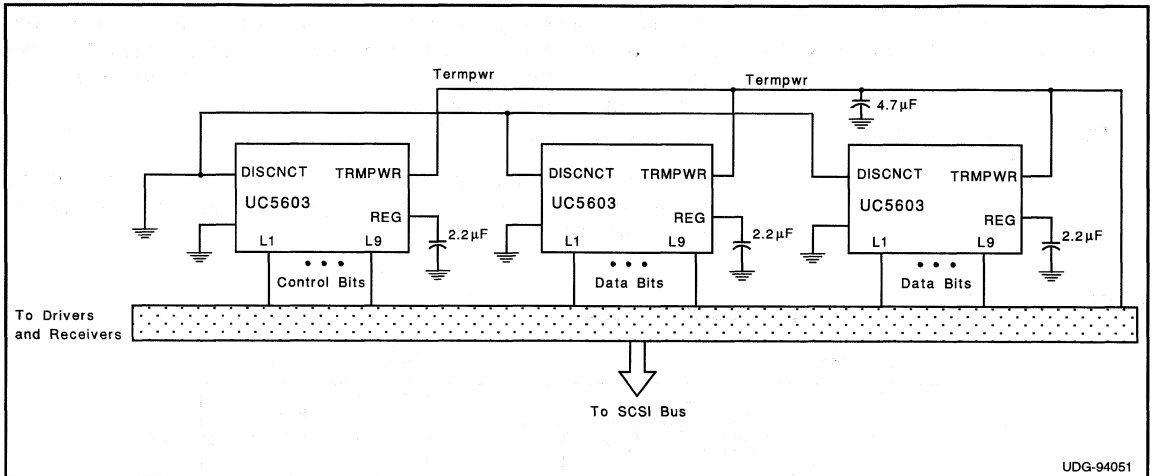 Termpwr
Termpwr
4.7µF
DISCNCT TRMPWR
UC5603
REG
L1 L9
2.2µF
Control Bits
DISCNCT TRMPWR
UC5603
REG
L1 L9
2.2µF
Data Bits
DISCNCT TRMPWR
UC5603
REG
L1 L9
2.2µF
Data Bits
To Drivers
and Receivers
To SCSI Bus
UDG-94051